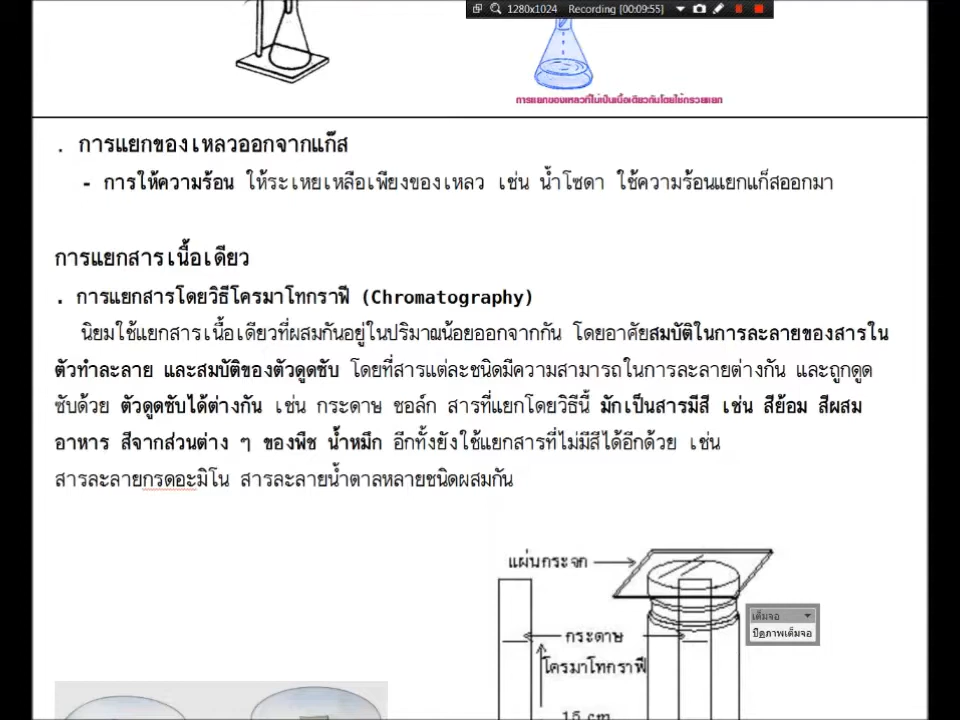 1280x1024 Recording [00:09:55]
การแยกของเหลวที่ไม่เป็นเนื้อเดียวกันโดยใช้กรวยแยก
. การแยกของเหลวออกจากแก๊ส
- การให้ความร้อน ให้ระเหยเหลือเพียงของเหลว เช่น น้ำโซดา ใช้ความร้อนแยกแก็สออกมา
การแยกสารเนื้อเดียว
. การแยกสารโดยวิธีโครมาโทกราฟี (Chromatography)
นิยมใช้แยกสารเนื้อเดียวที่ผสมกันอยู่ในปริมาณน้อยออกจากกัน โดยอาศัยสมบัติในการละลายของสารใน
ตัวทำละลาย และสมบัติของตัวดูดซับ โดยที่สารแต่ละชนิดมีความสามารถในการละลายต่างกัน และถูกดูด
ซับด้วย ตัวดูดซับได้ต่างกัน เช่น กระดาษ ชอล์ก สารที่แยกโดยวิธีนี้ มักเป็นสารมีสี เช่น สีย้อม สีผสม
อาหาร สีจากส่วนต่าง ๆ ของพืช น้ำหมึก อีกทั้งยังใช้แยกสารที่ไม่มีสีได้อีกด้วย เช่น
สารละลายกรดอะมิโน สารละลายน้ำตาลหลายชนิดผสมกัน
แผ่นกระจก
เต็มจอ
ปิดภาพเต็มจอ
กระดาษ
โครมาโทกราฟี
15 cm